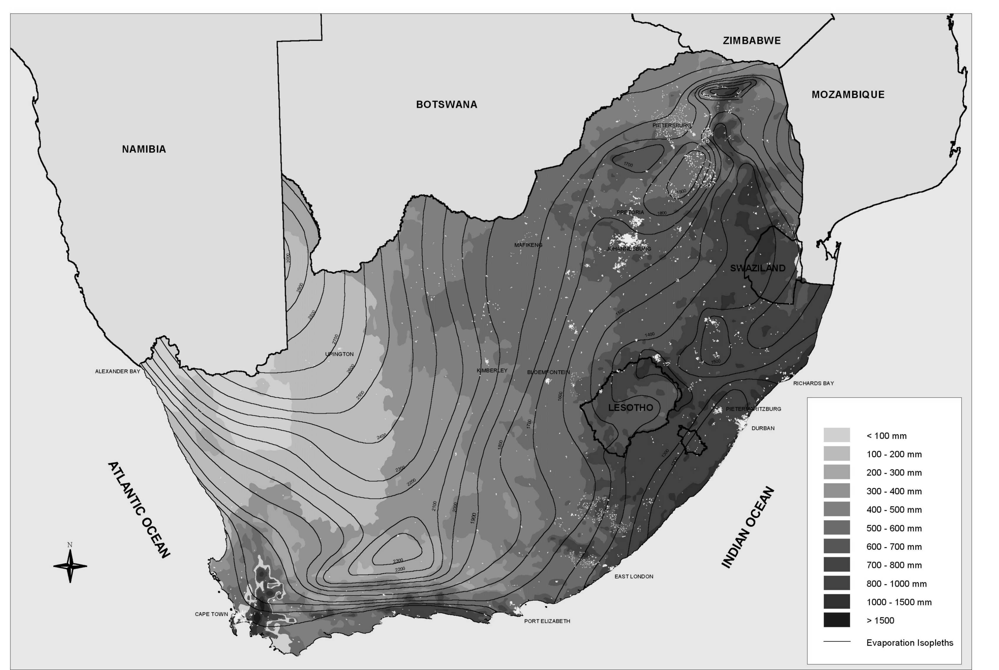 ZIMBABWE
MOZAMBIQUE
BOTSWANA
NAMIBIA
PIETERSBURG
1700
1900
1800
PRETORIA
MAFIKENG
JOHANNESBURG
3000
SWAZILAND
2900
2800
1500
1400
2700
UPINGTON
2600
1500
ALEXANDER BAY
KIMBERLEY
BLOEMFONTEIN
RICHARDS BAY
2500
1600
LESOTHO
PIETERMARITZBURG
1700
DURBAN
2400
1800
1300
1200
2300
2200
2100
2000
1900
ATLANTIC OCEAN
INDIAN OCEAN
N
2300
2200
EAST LONDON
CAPE TOWN
PORT ELIZABETH
< 100 mm
100 - 200 mm
200 - 300 mm
300 - 400 mm
400 - 500 mm
500 - 600 mm
600 - 700 mm
700 - 800 mm
800 - 1000 mm
1000 - 1500 mm
> 1500
Evaporation Isopleths